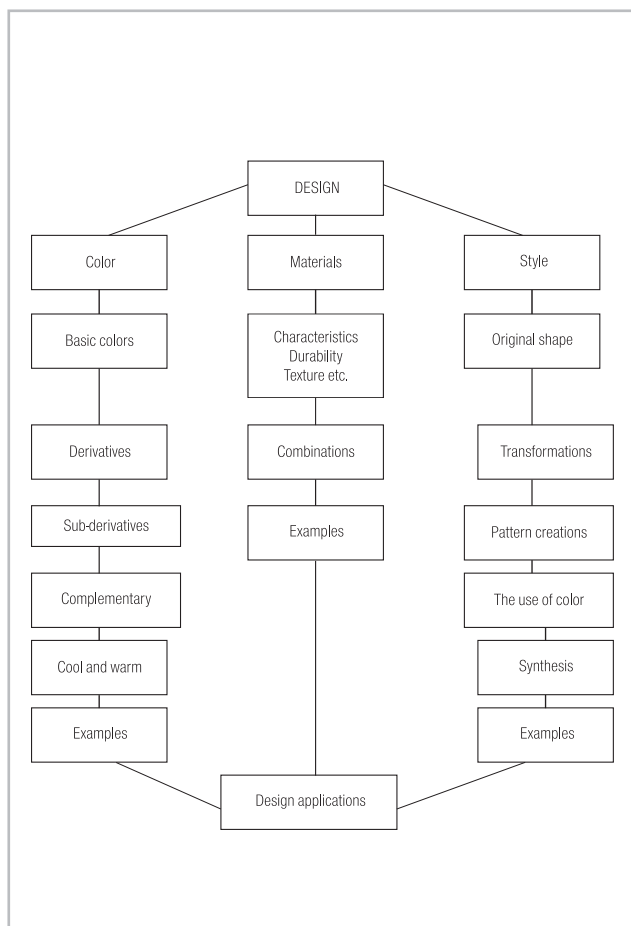 DESIGN
Color
Materials
Style
Basic colors
Characteristics
Durability
Texture etc.
Original shape
Derivatives
Combinations
Transformations
Sub-derivatives
Examples
Pattern creations
Complementary
The use of color
Cool and warm
Synthesis
Examples
Examples
Design applications